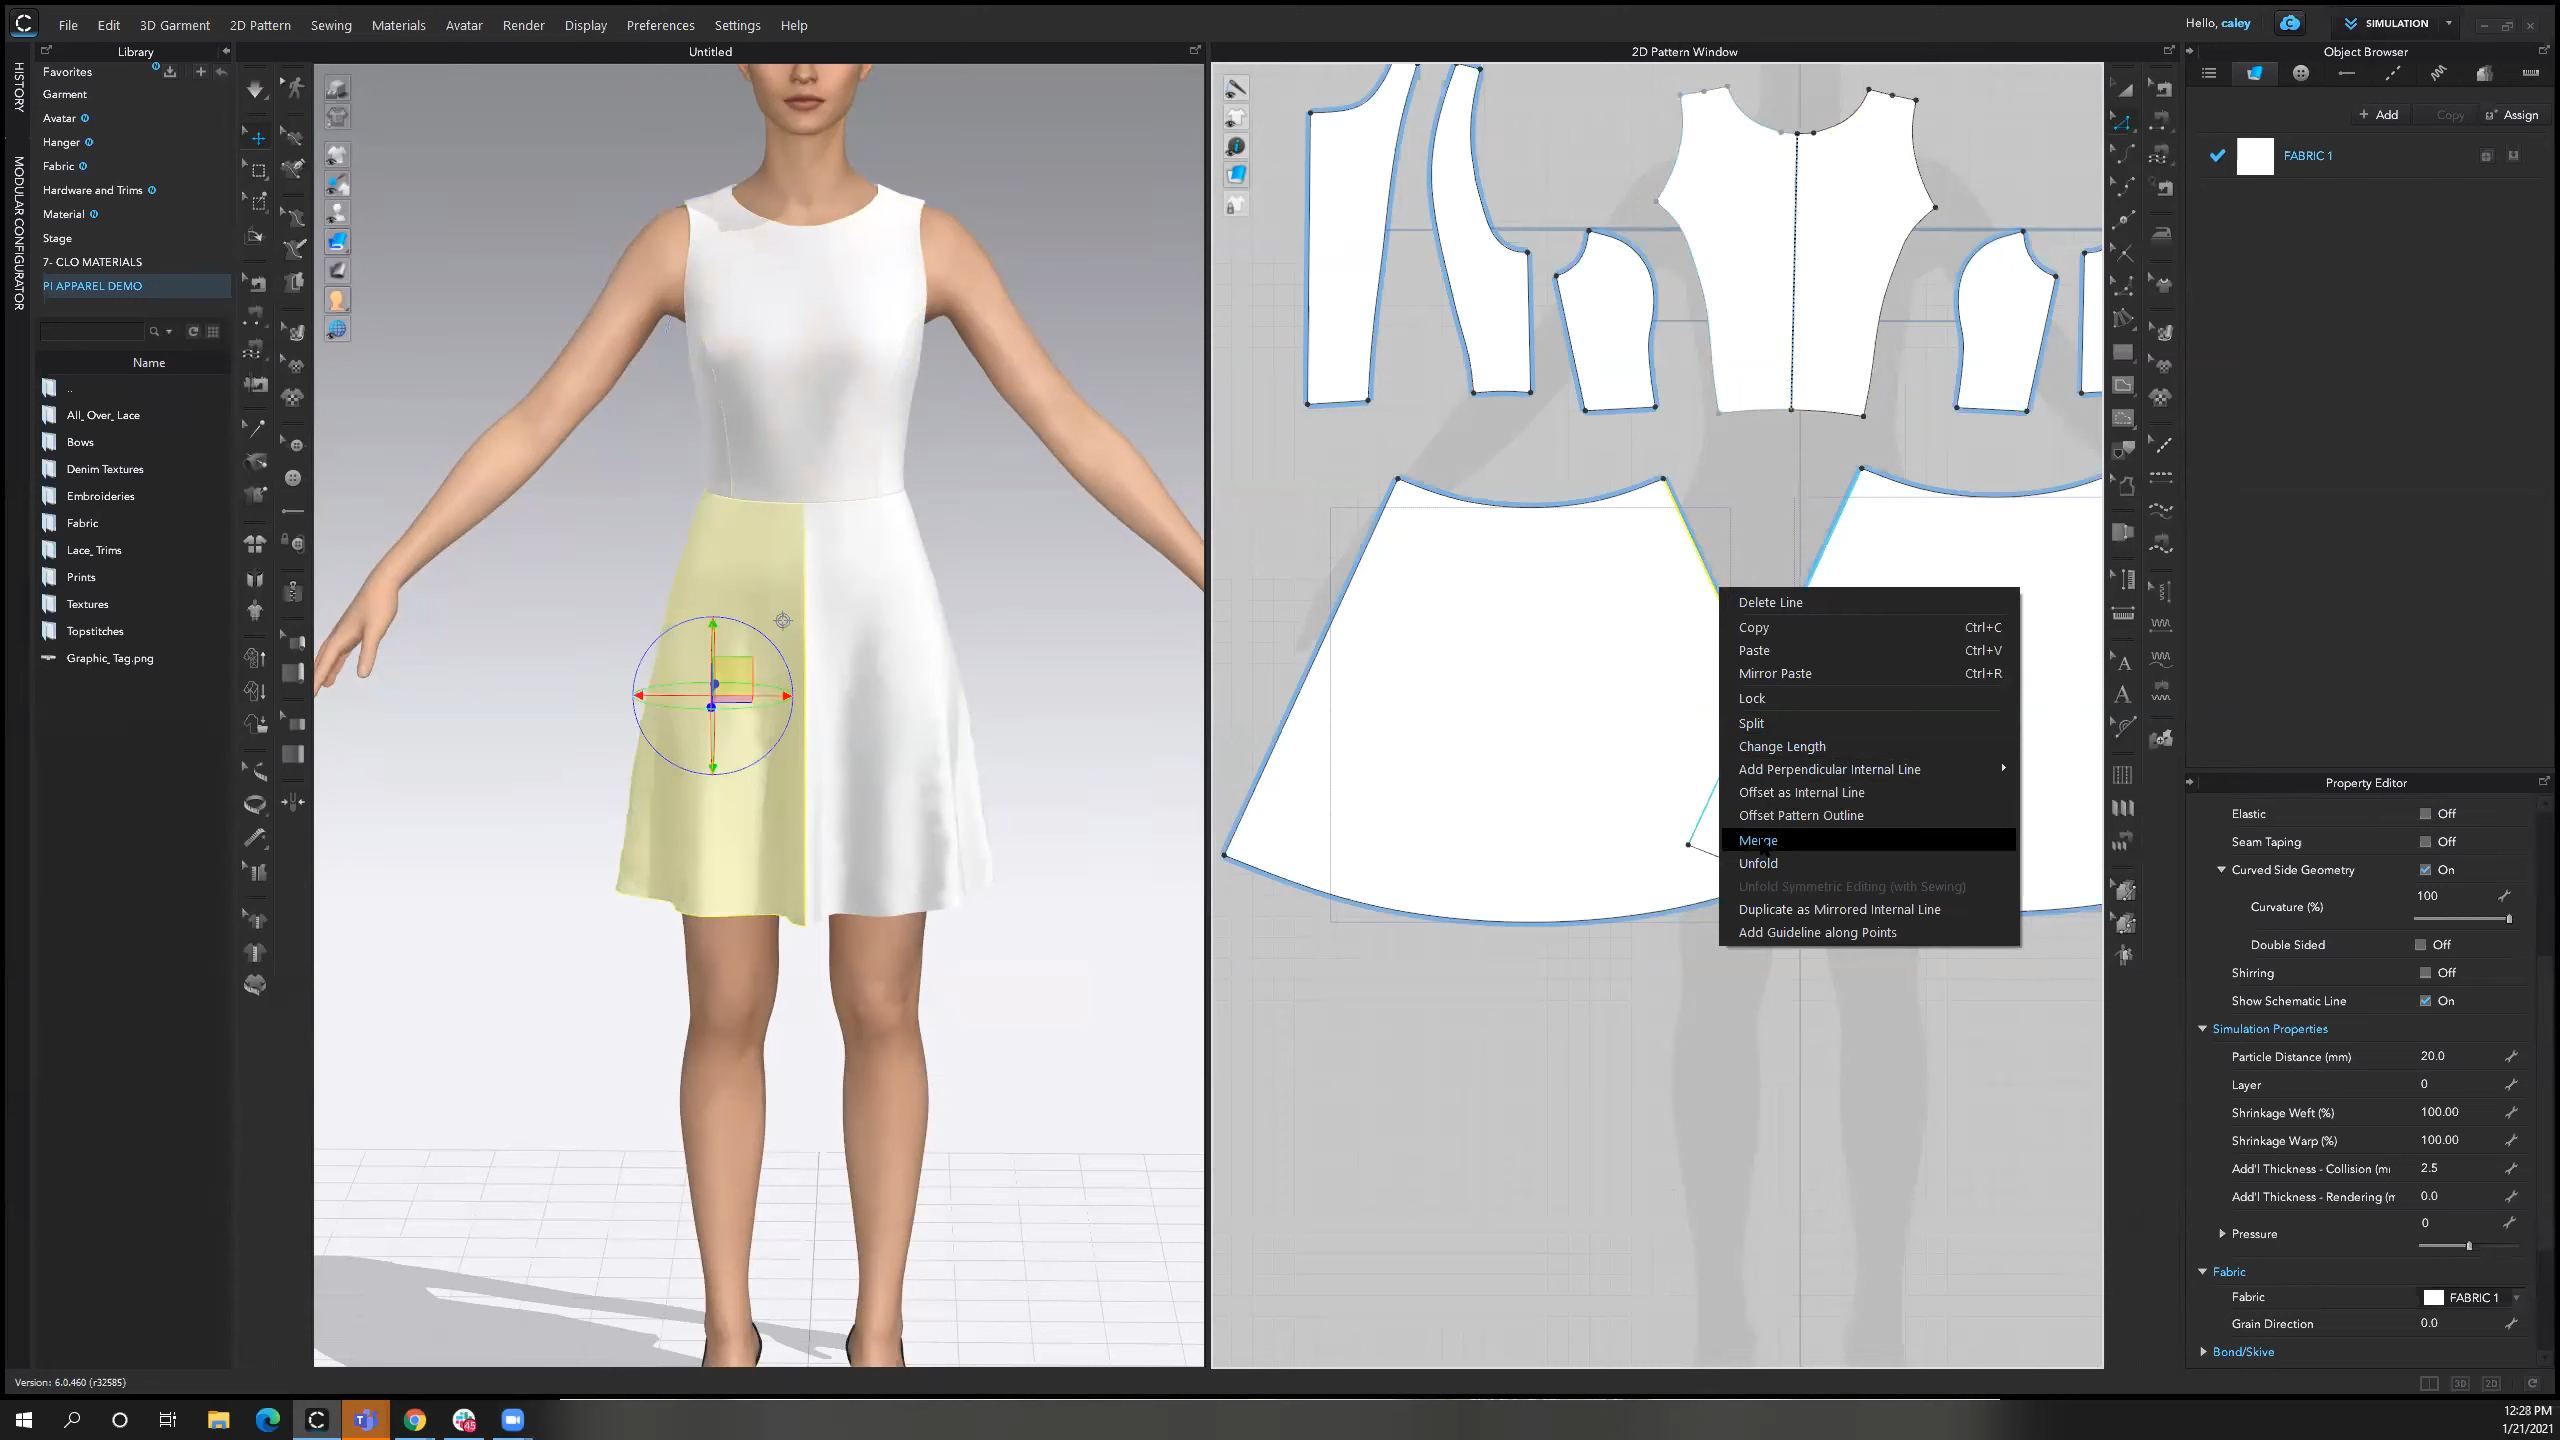 File Edit 3D Garment 2D Pattern Sewing Materials Avatar Render Display Preferences Settings Help
Hello, caley
SIMULATION
Library
Untitled
2D Pattern Window
Object Browser
HISTORY
MODULAR CONFIGURATOR
Favorites
Garment
Avatar
Hanger
Fabric
Hardware and Trims
Material
Stage
7- CLO MATERIALS
PI APPAREL DEMO
Name
..
All_Over_Lace
Bows
Denim Textures
Embroideries
Fabric
Lace_Trims
Prints
Textures
Topstitches
Graphic_Tag.png
Delete Line
Copy Ctrl+C
Paste Ctrl+V
Mirror Paste Ctrl+R
Lock
Split
Change Length
Add Perpendicular Internal Line
Offset as Internal Line
Offset Pattern Outline
Merge
Unfold
Unfold Symmetric Editing (with Sewing)
Duplicate as Mirrored Internal Line
Add Guideline along Points
+ Add Copy Assign
FABRIC 1
Property Editor
Elastic Off
Seam Taping Off
Curved Side Geometry On
100
Curvature (%)
Double Sided Off
Shirring Off
Show Schematic Line On
Simulation Properties
Particle Distance (mm) 20.0
Layer 0
Shrinkage Weft (%) 100.00
Shrinkage Warp (%) 100.00
Add'l Thickness - Collision (m 2.5
Add'l Thickness - Rendering (r 0.0
0
Pressure
Fabric
Fabric FABRIC 1
Grain Direction 0.0
Bond/Skive
Version: 6.0.460 (r32585)
3D 2D
45
12:28 PM
1/21/2021